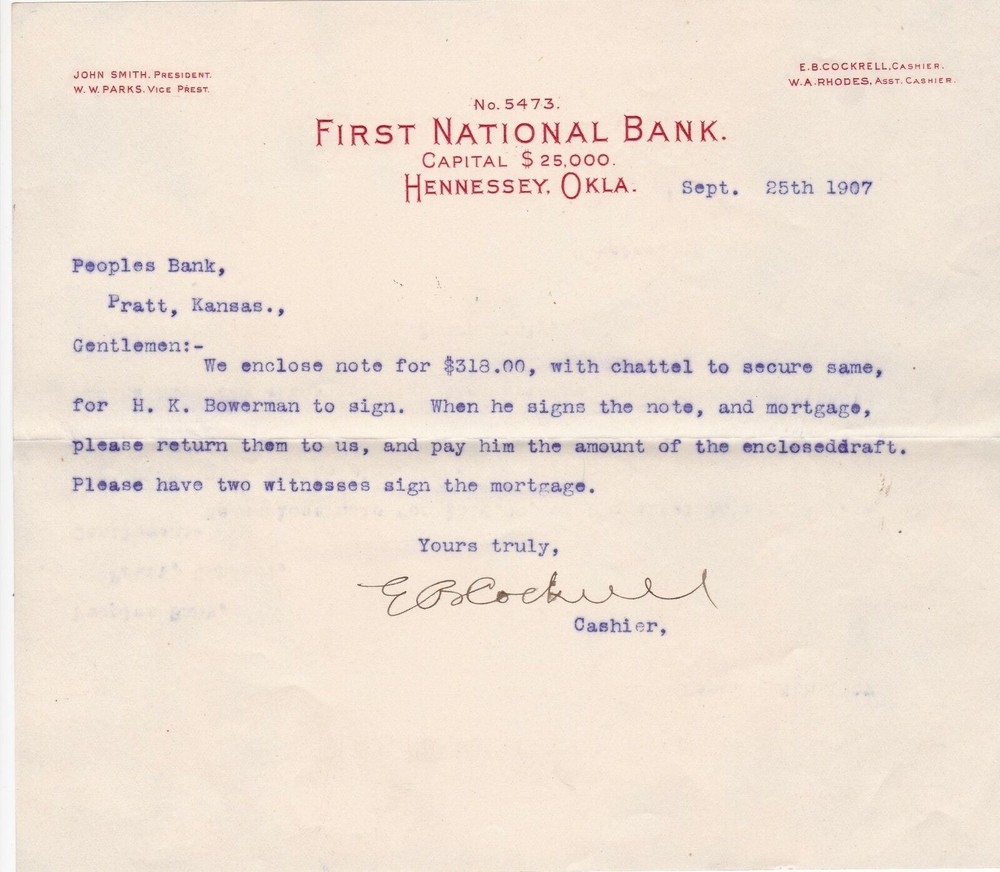 JOHN SMITH, PRESIDENT.
W. W. PARKS, VICE PREST.
E. B. COCKRELL, CASHIER.
W. A. RHODES, ASST. CASHIER.
No. 5473.
FIRST NATIONAL BANK.
CAPITAL $25,000.
HENNESSEY, OKLA. Sept. 25th 1907
Peoples Bank,
Pratt, Kansas.,
Gentlemen:-
We enclose note for $318.00, with chattel to secure same,
for H. K. Bowerman to sign. When he signs the note, and mortgage,
please return them to us, and pay him the amount of the encloseddraft.
Please have two witnesses sign the mortgage.
Yours truly,
E B Cockrell
Cashier,